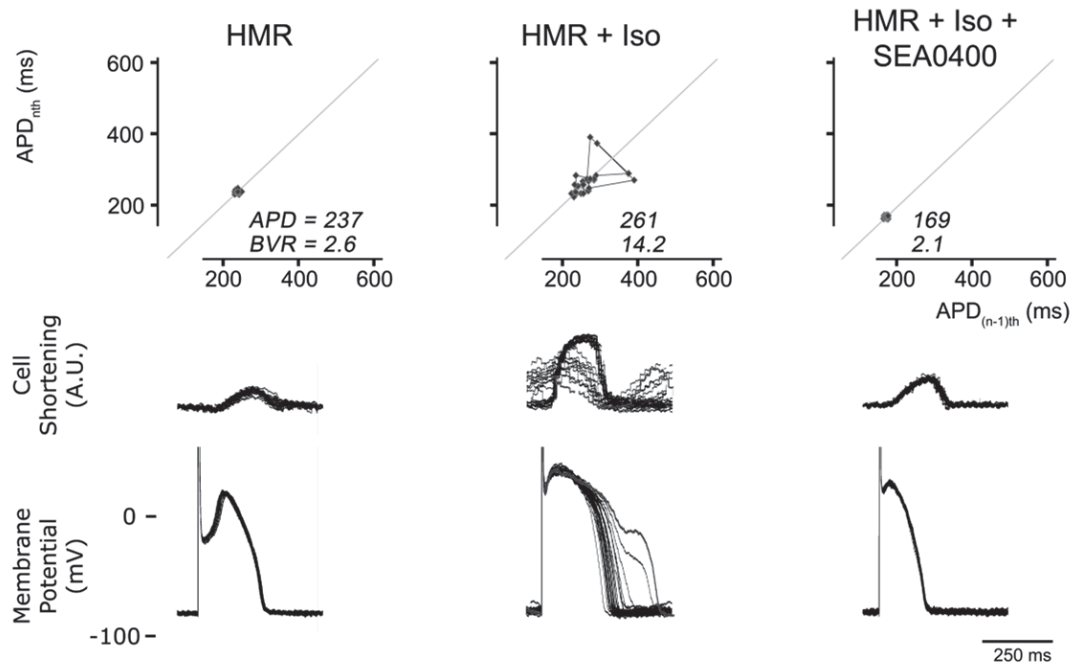 HMR
HMR + Iso
HMR + Iso +
SEA0400
APD_nth (ms)
600
400
200
APD = 237
BVR = 2.6
261
14.2
169
2.1
200 400 600
200 400 600
200 400 600
APD_(n-1)th (ms)
Cell
Shortening
(A.U.)
Membrane
Potential
(mV)
0
-100
250 ms